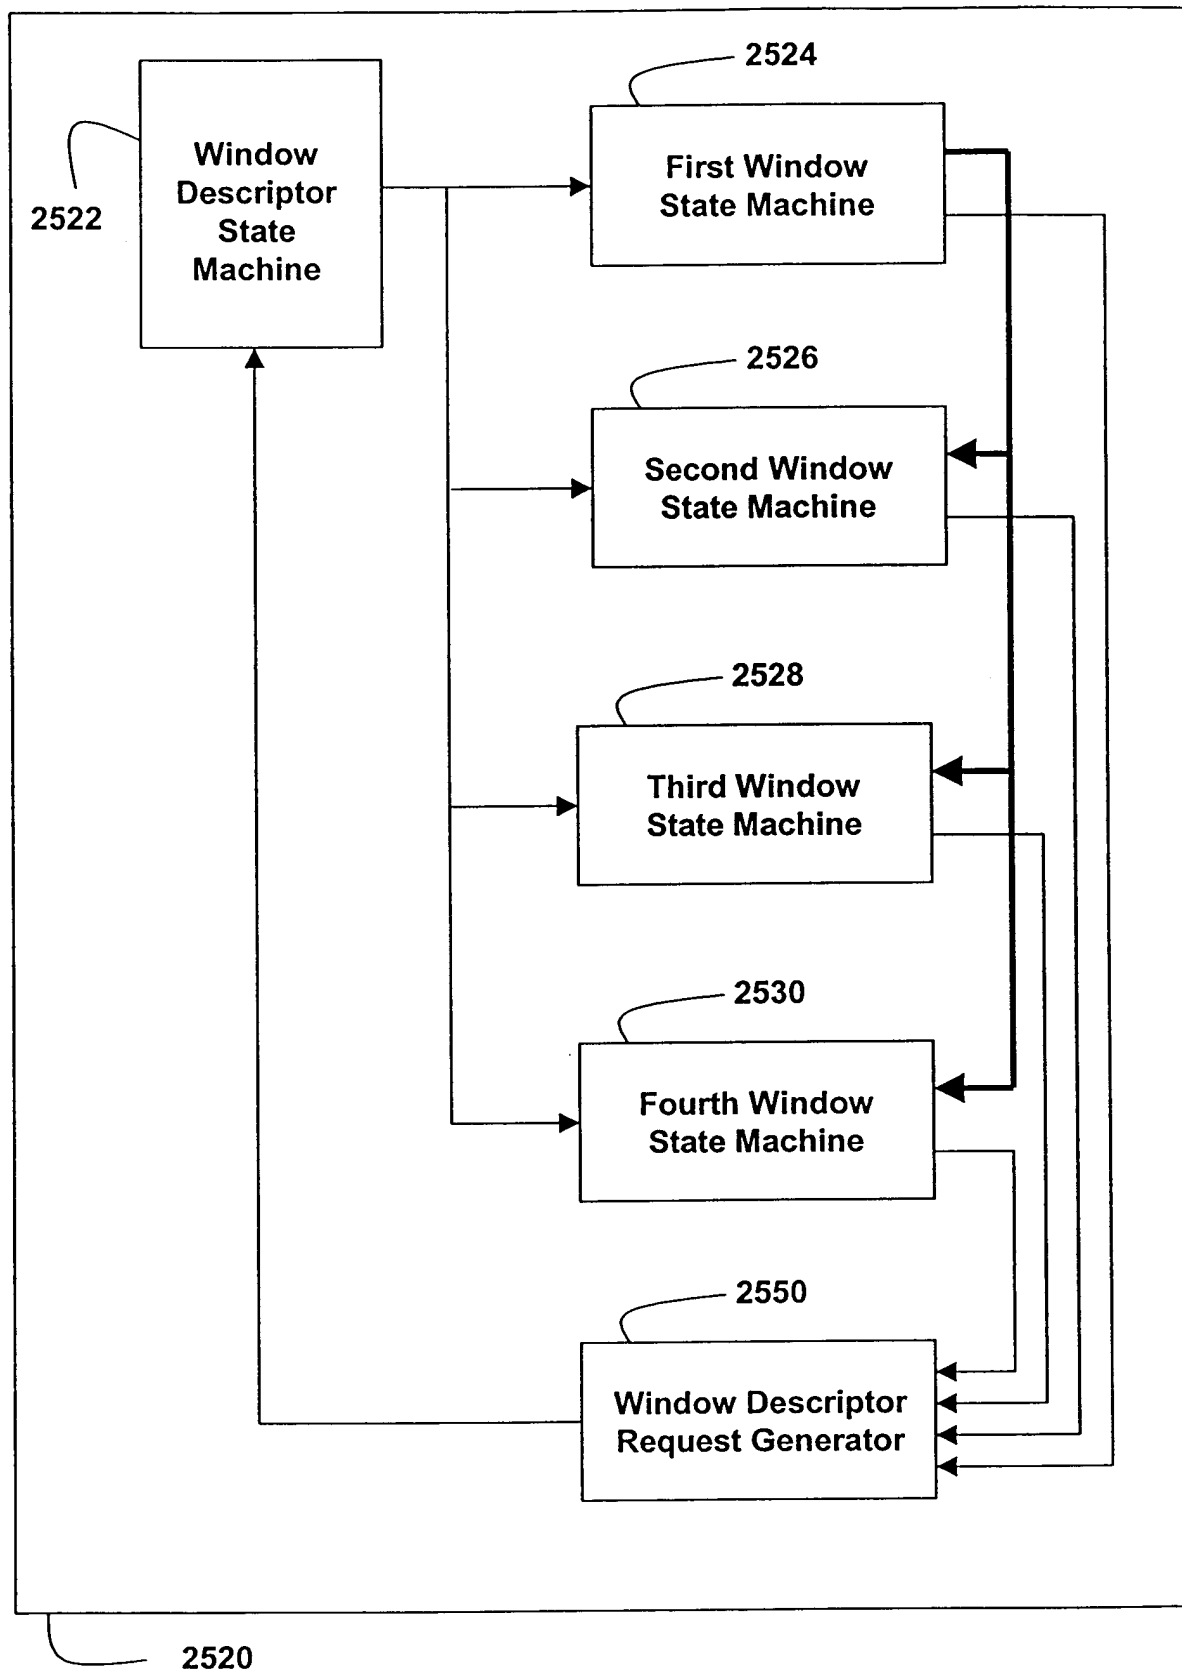 2524
Window
Descriptor
State
Machine
2522
First Window
State Machine
2526
Second Window
State Machine
2528
Third Window
State Machine
2530
Fourth Window
State Machine
2550
Window Descriptor
Request Generator
2520